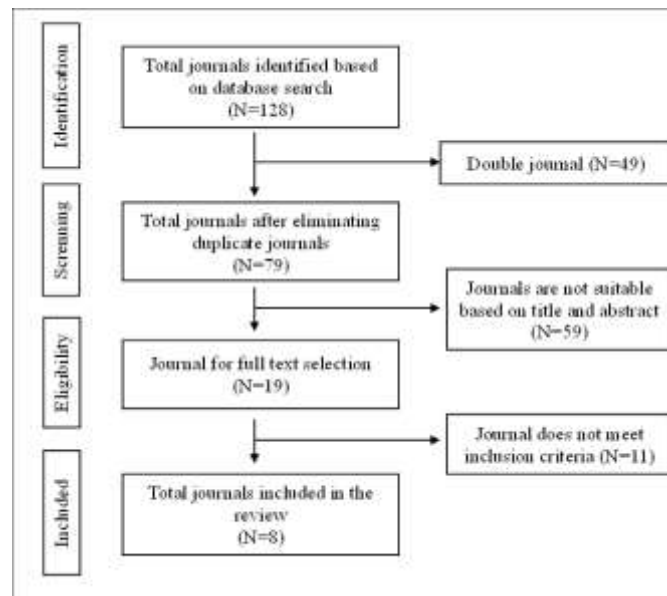 Identification
Total journals identified based
on database search
(N=128)
Double journal (N=49)
Screnning
Total journals after eliminating
duplicate journals
(N=79)
Journals are not suitable
based on title and abstract
(N=59)
Eligibility
Journal for full text selection
(N=19)
Journal does not meet
inclusion criteria (N=11)
Included
Total journals included in the
review
(N=8)